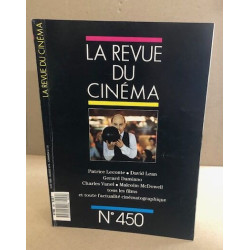 LA REVUE DU CINÉMA
LA REVUE
DU
CINÉMA
Patrice Leconte • David Lean
Gerard Damiano
Charles Vanel • Malcolm McDowell
tous les films
et toute l'actualité cinématographique
N°450